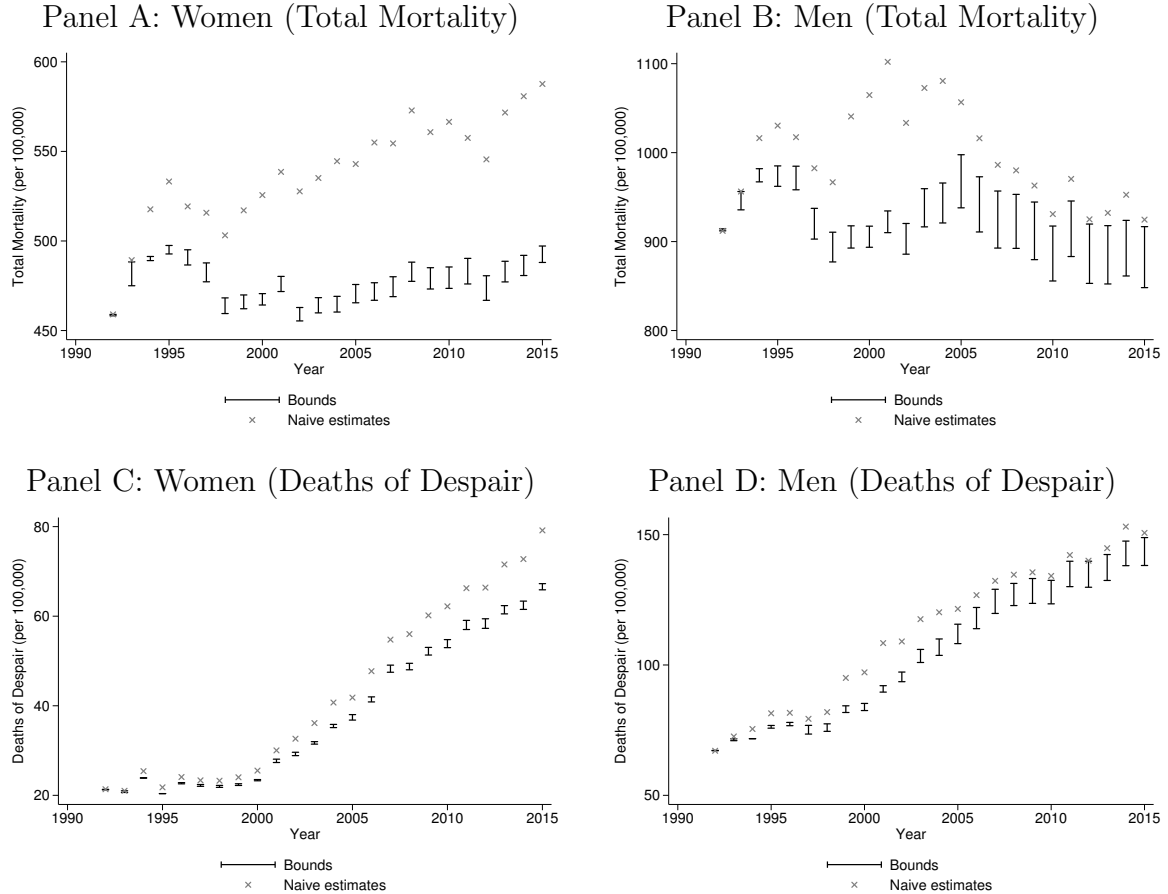 Panel A: Women (Total Mortality)
Total Mortality (per 100,000)
600
550
500
450
1990 1995 2000 2005 2010 2015
Year
Bounds
Naive estimates
Panel B: Men (Total Mortality)
Total Mortality (per 100,000)
1100
1000
900
800
1990 1995 2000 2005 2010 2015
Year
Bounds
Naive estimates
Panel C: Women (Deaths of Despair)
Deaths of Despair (per 100,000)
80
60
40
20
1990 1995 2000 2005 2010 2015
Year
Bounds
Naive estimates
Panel D: Men (Deaths of Despair)
Deaths of Despair (per 100,000)
150
100
50
1990 1995 2000 2005 2010 2015
Year
Bounds
Naive estimates